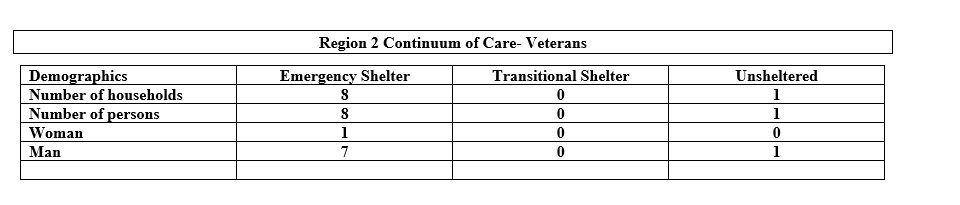 Region 2 Continuum of Care- Veterans
Demographics Emergency Shelter Transitional Shelter Unsheltered
Number of households 8 0 1
Number of persons 8 0 1
Woman 1 0 0
Man 7 0 1